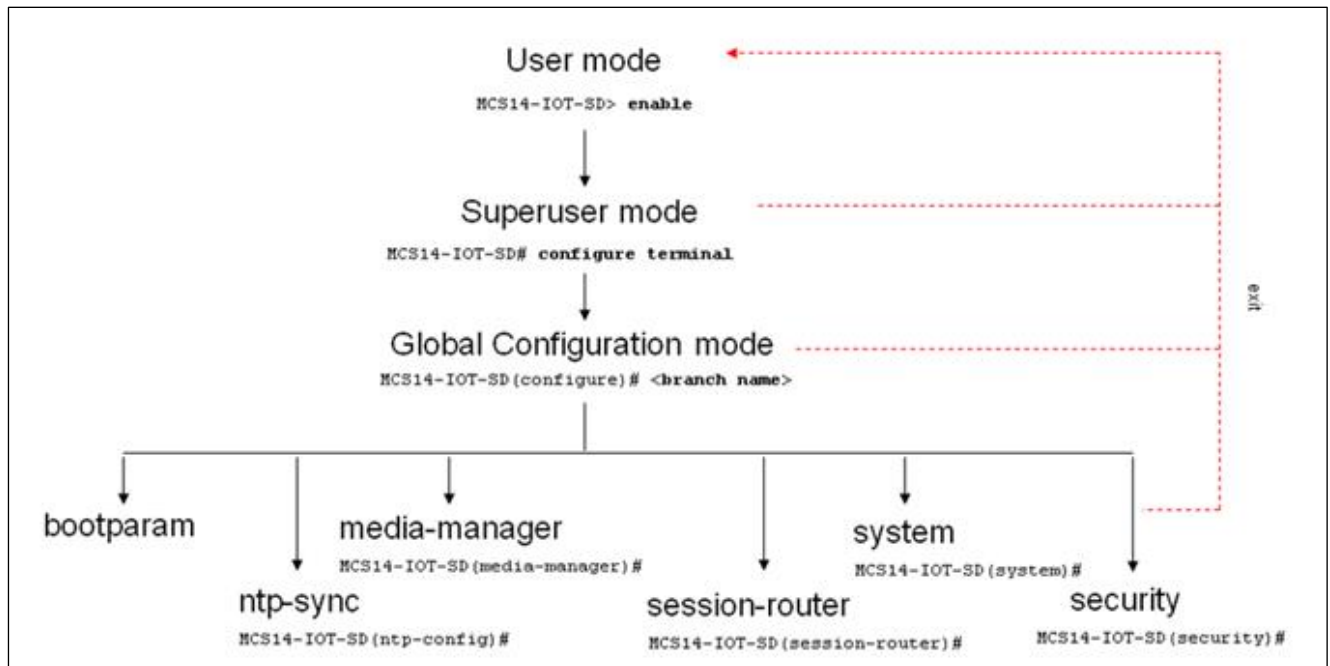 User mode
MCS14-IOT-SD> enable
Superuser mode
MCS14-IOT-SD# configure terminal
exit
Global Configuration mode
MCS14-IOT-SD(configure)# <branch name>
bootparam
media-manager
MCS14-IOT-SD(media-manager)#
system
MCS14-IOT-SD(system)#
ntp-sync
MCS14-IOT-SD(ntp-config)#
session-router
MCS14-IOT-SD(session-router)#
security
MCS14-IOT-SD(security)#